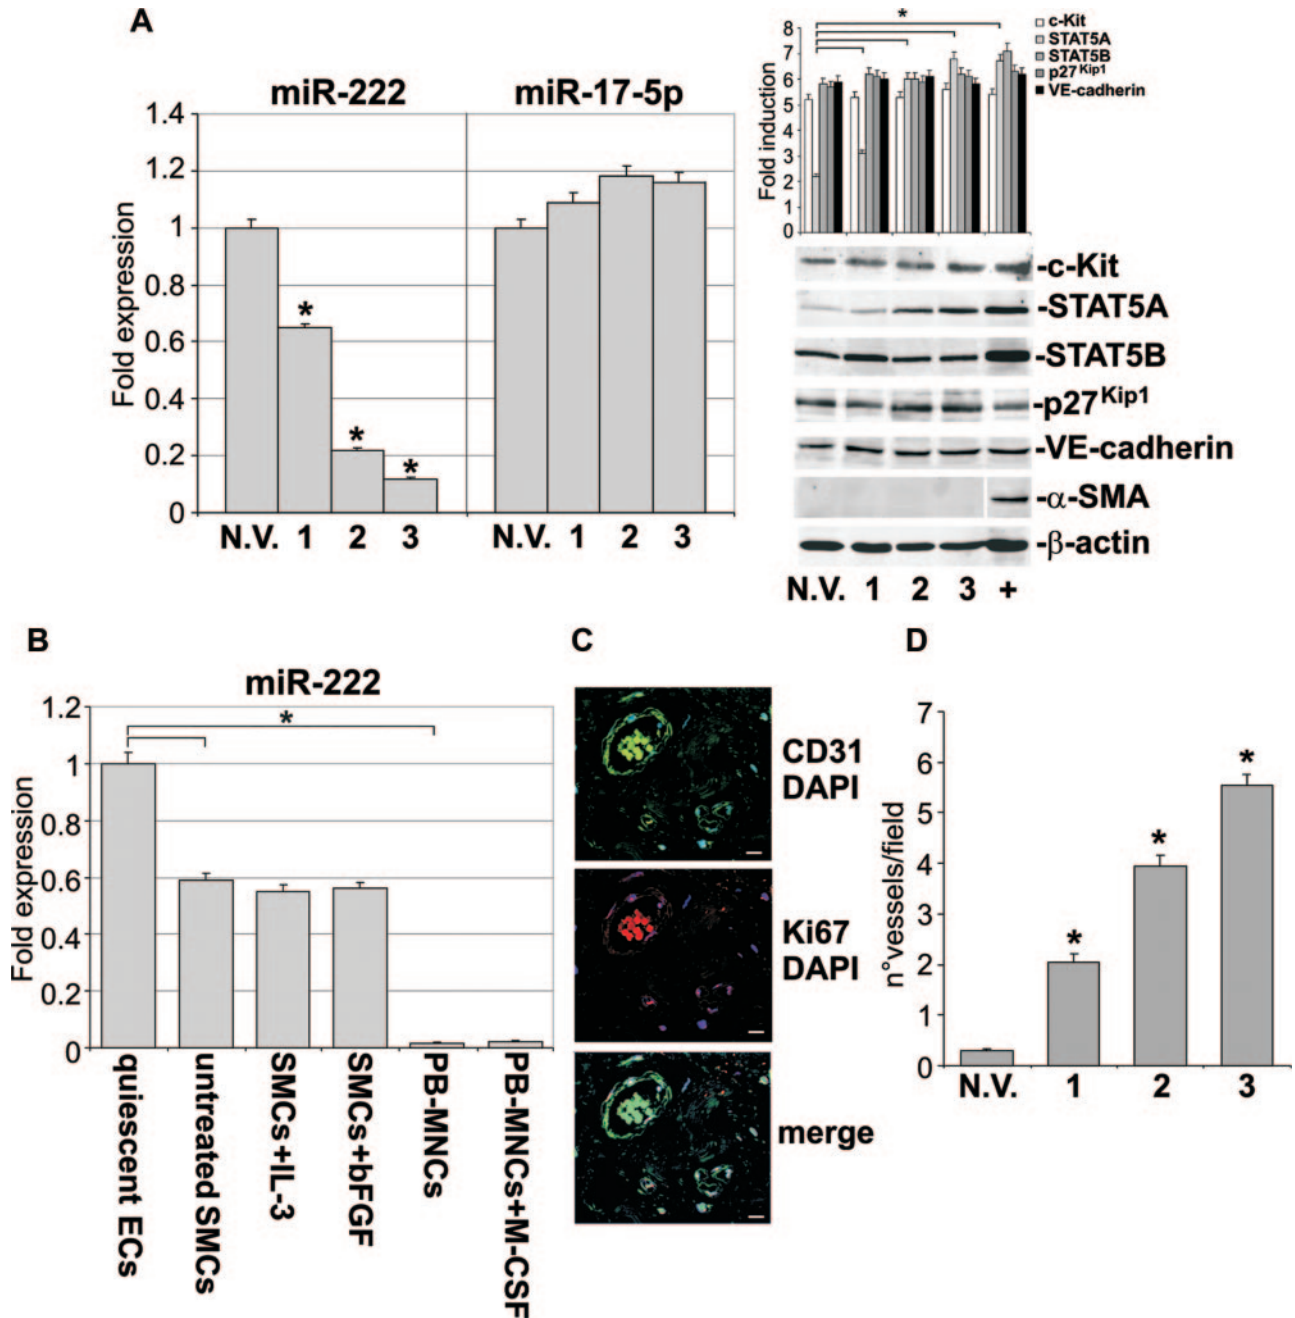 A
miR-222
miR-17-5p
Fold expression
1.4
1.2
1
0.8
0.6
0.4
0.2
0
*
*
*
N.V. 1 2 3
N.V. 1 2 3
*
Fold induction
8
7
6
5
4
3
2
1
0
c-Kit
STAT5A
STAT5B
p27Kip1
VE-cadherin
-c-Kit
-STAT5A
-STAT5B
-p27Kip1
-VE-cadherin
-α-SMA
-β-actin
N.V. 1 2 3 +
B
miR-222
Fold expression
1.2
1
0.8
0.6
0.4
0.2
0
*
quiescent ECs
untreated SMCs
SMCs+IL-3
SMCs+bFGF
PB-MNCs
PB-MNCs+M-CSF
C
CD31
DAPI
Ki67
DAPI
merge
D
n°vessels/field
7
6
5
4
3
2
1
0
*
*
*
N.V. 1 2 3